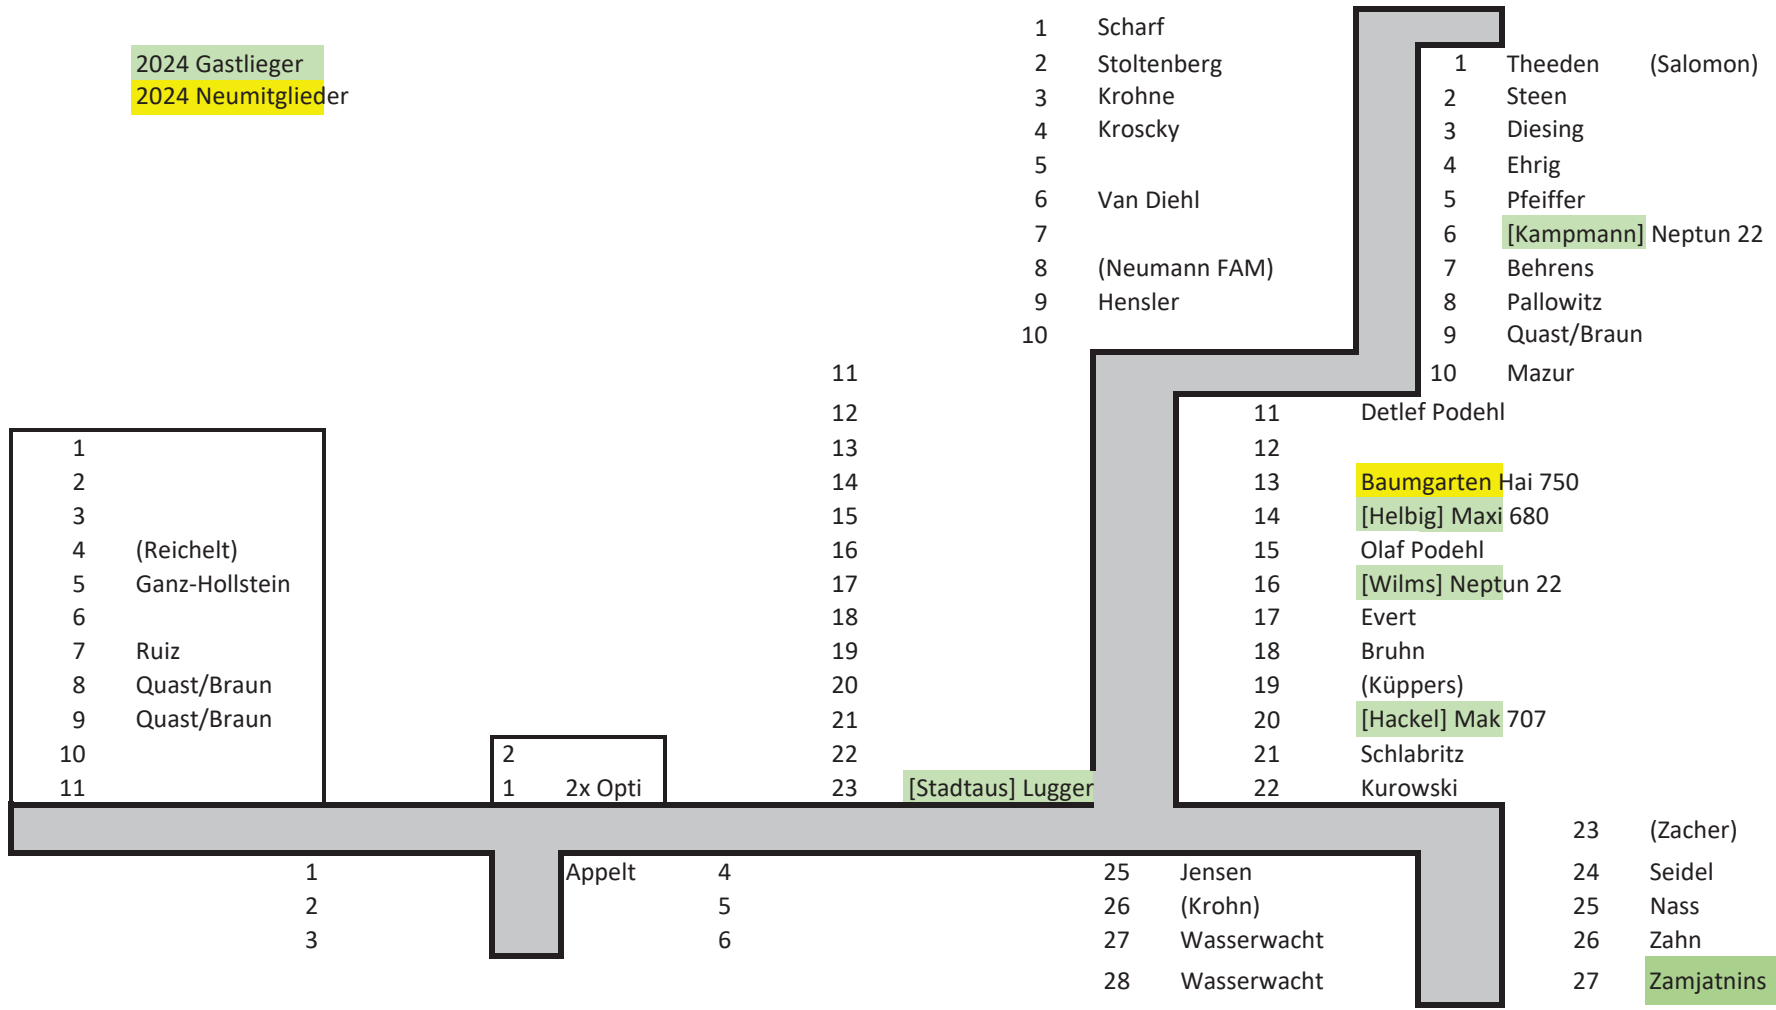 2024 Gastlieger
2024 Neumitglieder
1 Scharf
2 Stoltenberg
3 Krohne
4 Kroscky
5
6 Van Diehl
7
8 (Neumann FAM)
9 Hensler
10
1 Theeden (Salomon)
2 Steen
3 Diesing
4 Ehrig
5 Pfeiffer
6 [Kampmann] Neptun 22
7 Behrens
8 Pallowitz
9 Quast/Braun
10 Mazur
11
12
13
14
15
16
17
18
19
20
21
22
23 [Stadtaus] Lugger
11 Detlef Podehl
12
13 Baumgarten Hai 750
14 [Helbig] Maxi 680
15 Olaf Podehl
16 [Wilms] Neptun 22
17 Evert
18 Bruhn
19 (Küppers)
20 [Hackel] Mak 707
21 Schlabritz
22 Kurowski
1
2
3
4 (Reichelt)
5 Ganz-Hollstein
6
7 Ruiz
8 Quast/Braun
9 Quast/Braun
10
11
2
1 2x Opti
1
2
3
Appelt 4
5
6
25 Jensen
26 (Krohn)
27 Wasserwacht
28 Wasserwacht
23 (Zacher)
24 Seidel
25 Nass
26 Zahn
27 Zamjatnins